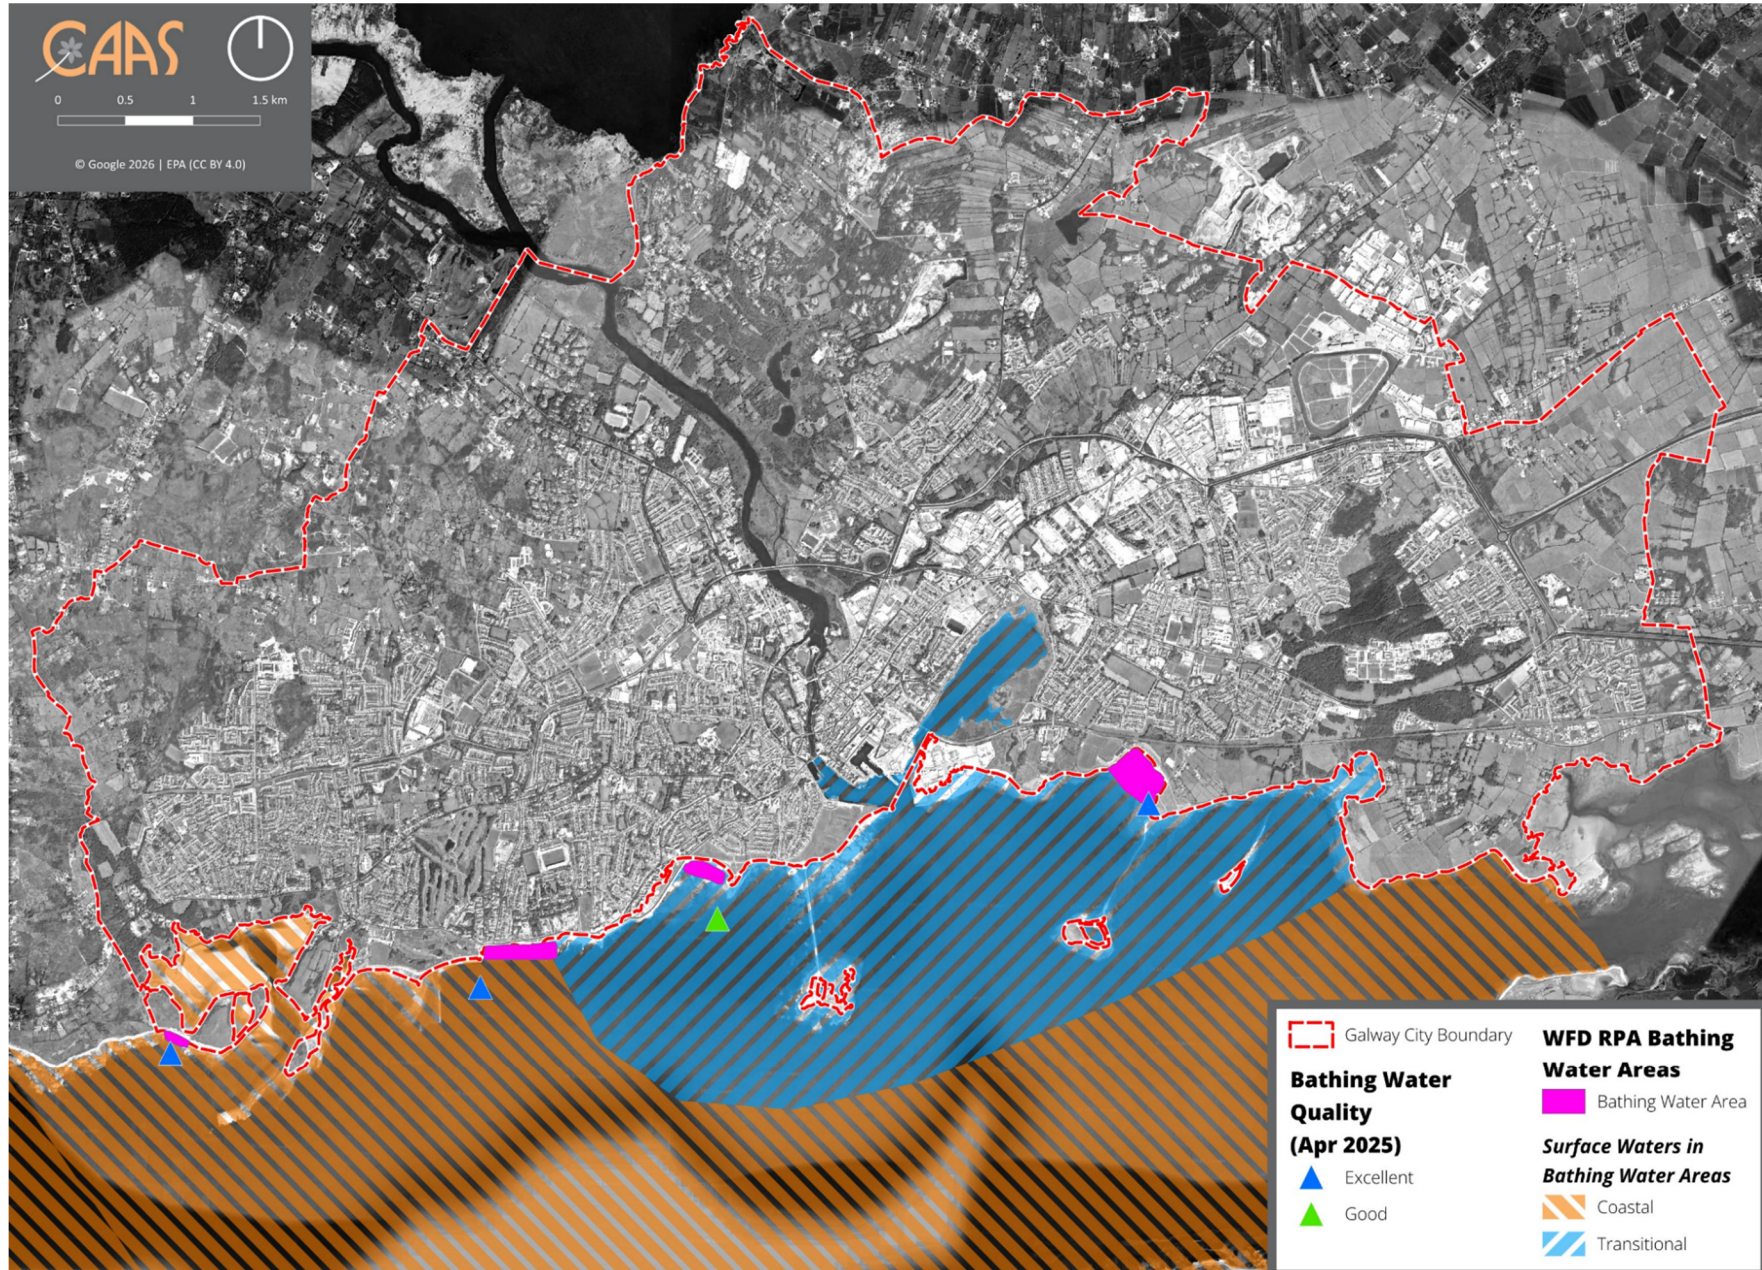 CAAS
0 0.5 1 1.5 km
© Google 2026 | EPA (CC BY 4.0)
Galway City Boundary
Bathing Water
Quality
(Apr 2025)
Excellent
Good
WFD RPA Bathing
Water Areas
Bathing Water Area
Surface Waters in
Bathing Water Areas
Coastal
Transitional